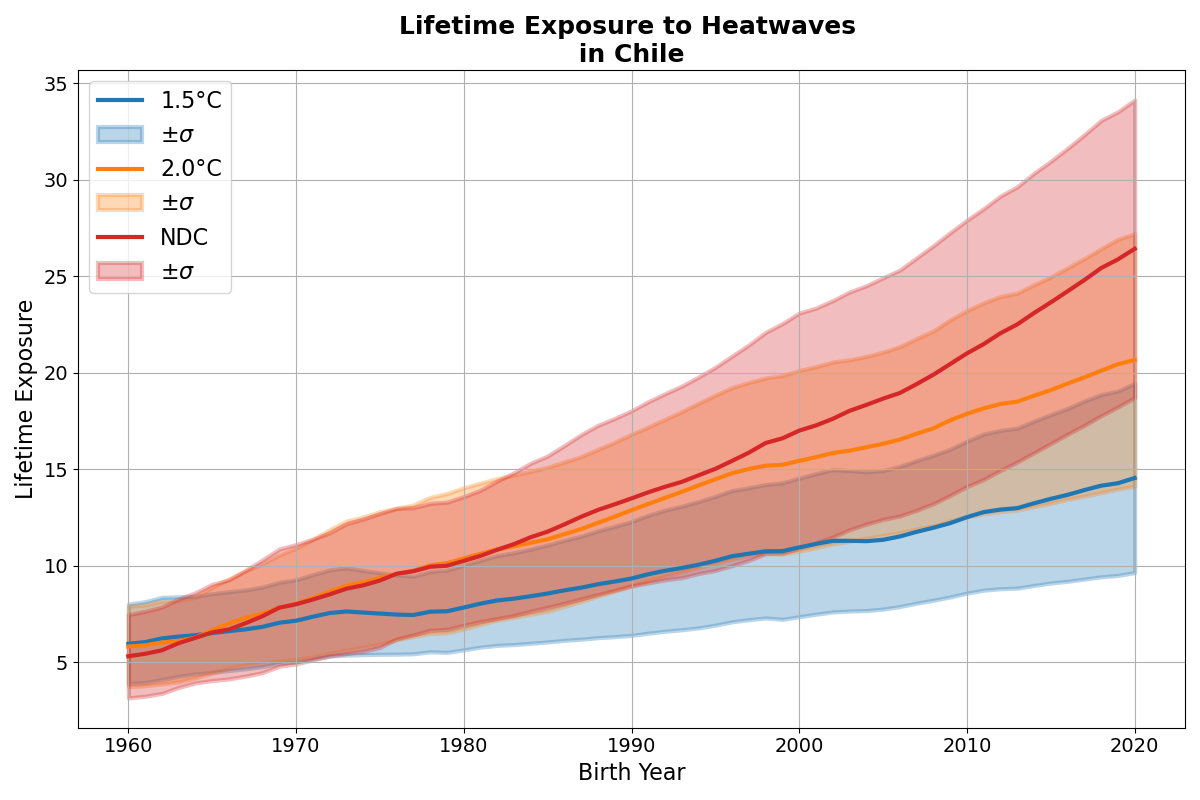 Lifetime Exposure to Heatwaves
in Chile
35
30
25
20
15
10
5
Lifetime Exposure
1.5°C
±σ
2.0°C
±σ
NDC
±σ
1960 1970 1980 1990 2000 2010 2020
Birth Year